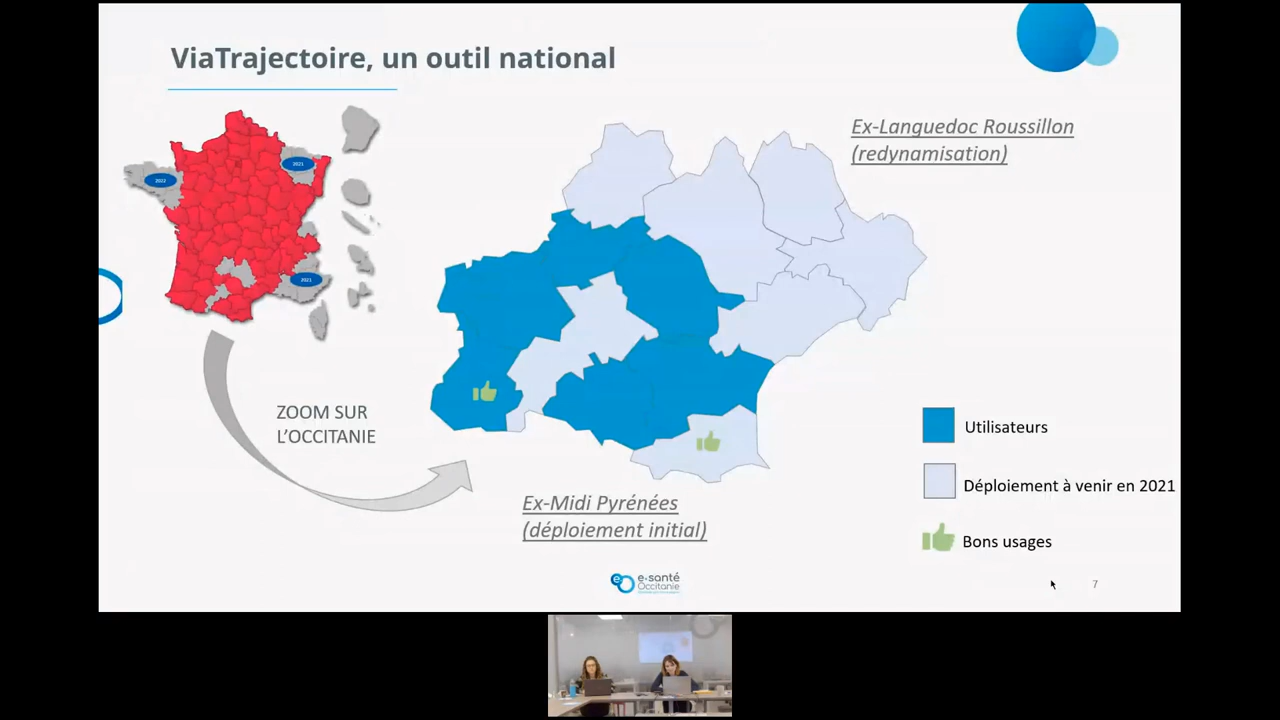 ViaTrajectoire, un outil national
Ex-Languedoc Roussillon
(redynamisation)
2021
2022
2021
ZOOM SUR
L'OCCITANIE
Utilisateurs
Déploiement à venir en 2021
Ex-Midi Pyrénées
(déploiement initial)
Bons usages
e-santé
Occitanie
7